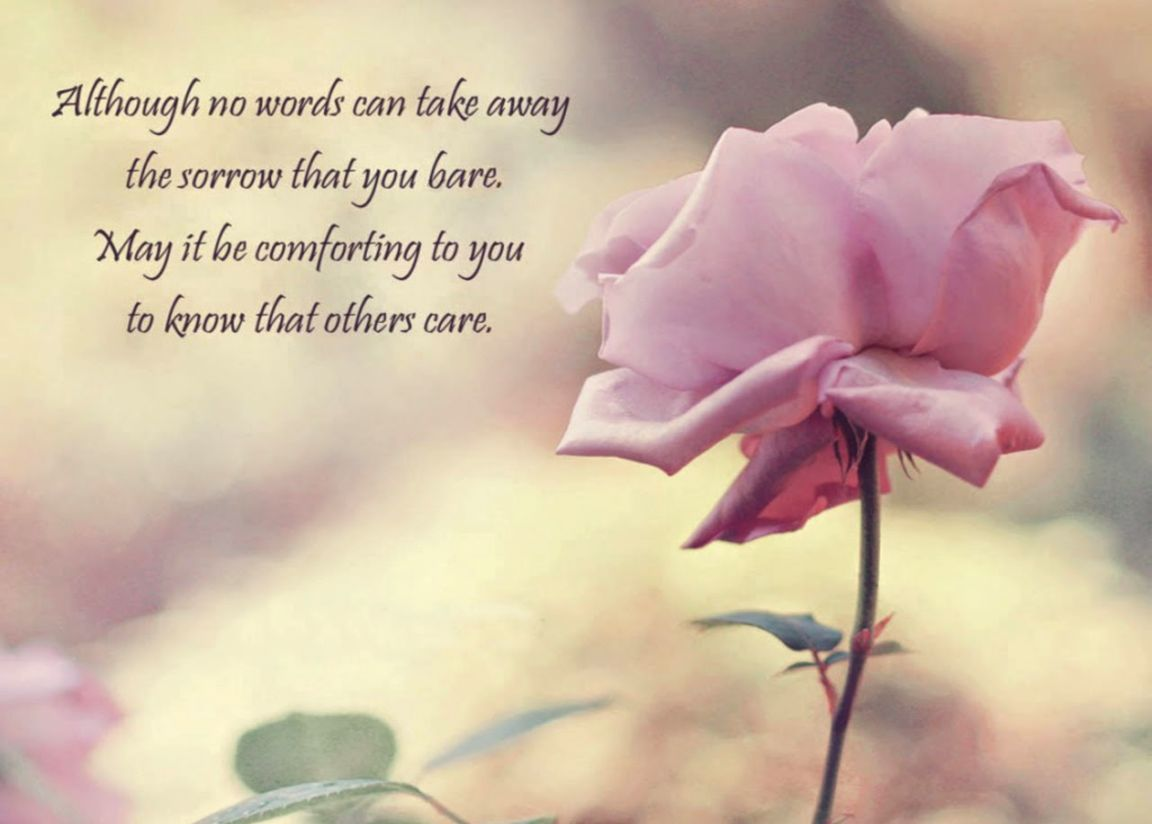 Although no words can take away
the sorrow that you bare.
May it be comforting to you
to know that others care.